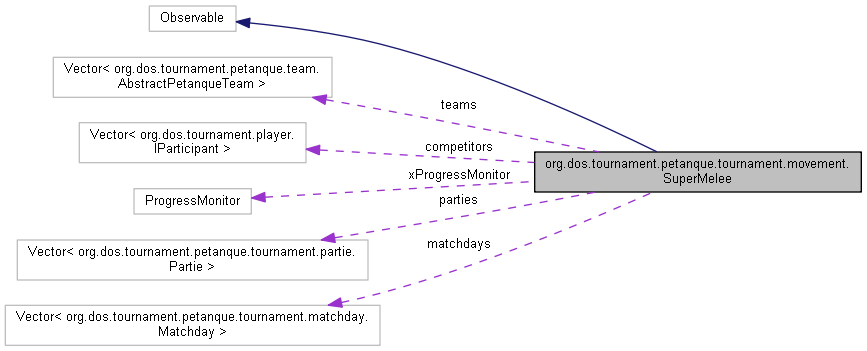 Observable
Vector< org.dos.tournament.petanque.team.
AbstractPetanqueTeam >
teams
Vector< org.dos.tournament.player.
IParticipant >
competitors
org.dos.tournament.petanque.tournament.movement.
SuperMelee
xProgressMonitor
ProgressMonitor
parties
Vector< org.dos.tournament.petanque.tournament.partie.
Partie >
matchdays
Vector< org.dos.tournament.petanque.tournament.matchday.
Matchday >